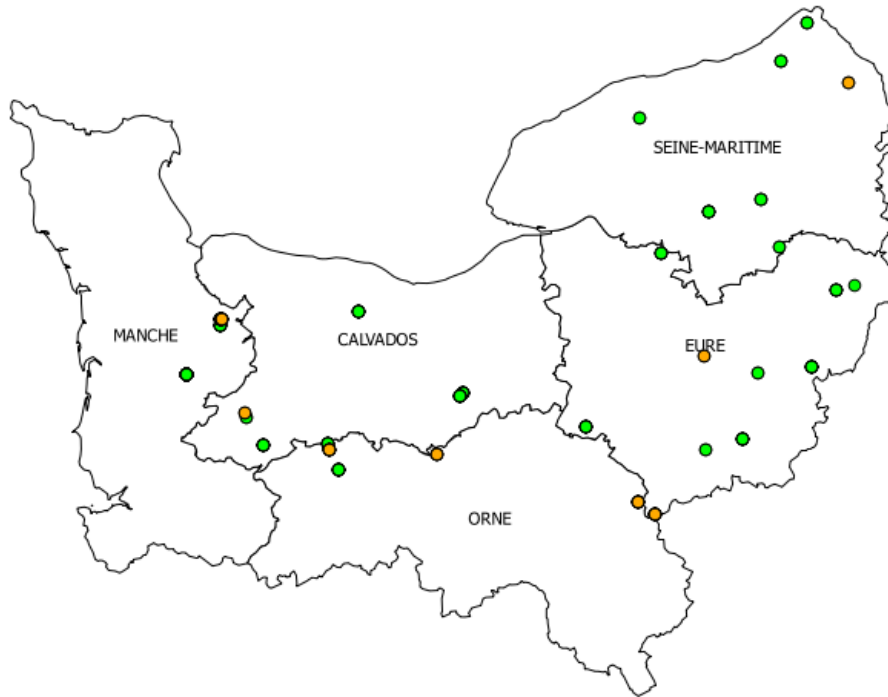 SEINE-MARITIME
MANCHE
CALVADOS
EURE
ORNE